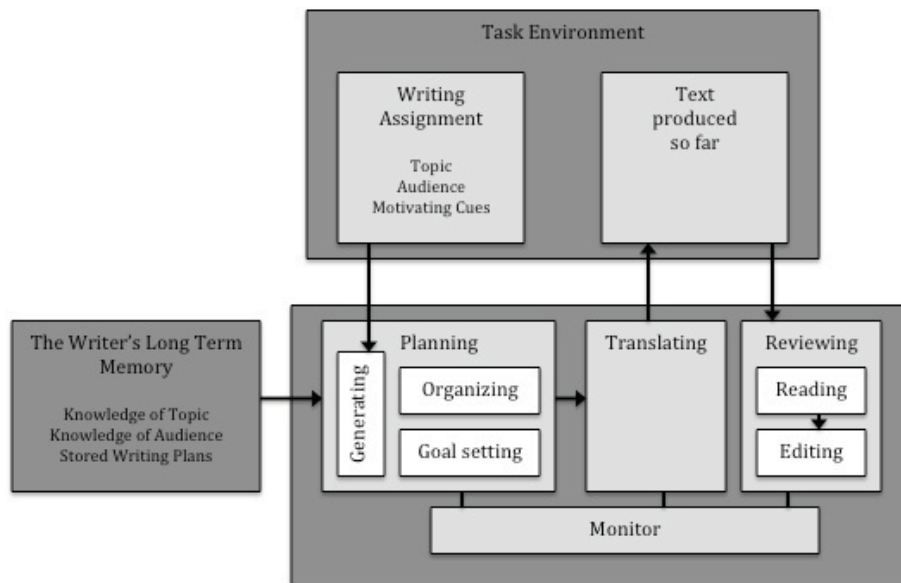 Task Environment
Writing
Assignment
Topic
Audience
Motivating Cues
Text
produced
so far
The Writer's Long Term
Memory
Knowledge of Topic
Knowledge of Audience
Stored Writing Plans
Planning
Generating
Organizing
Goal setting
Translating
Reviewing
Reading
Editing
Monitor